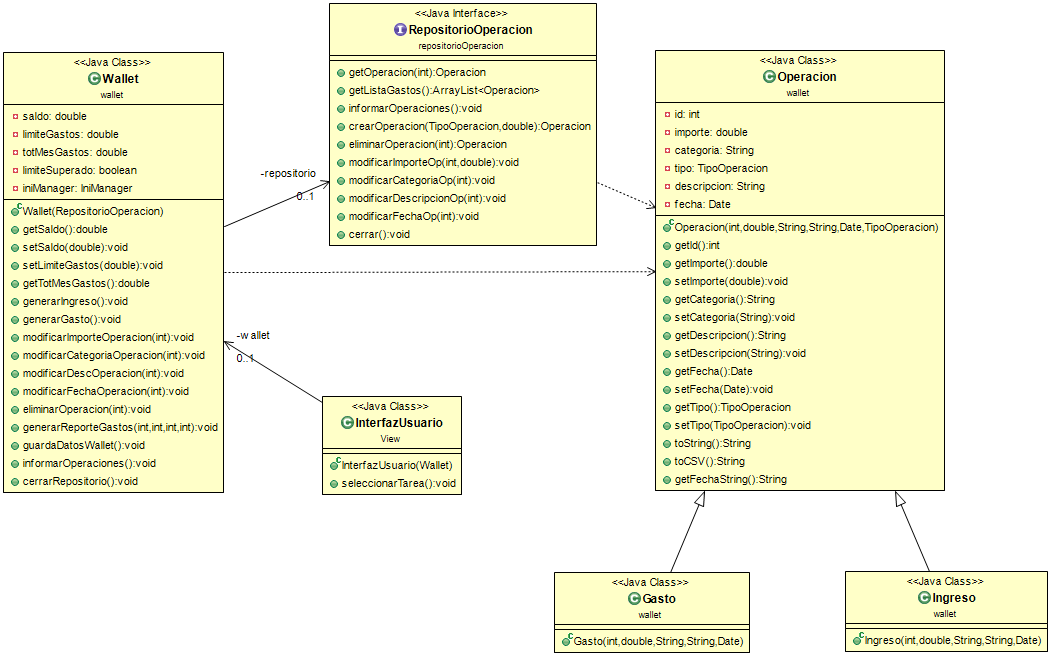 <<Java Class>>
Wallet
wallet
saldo: double
limiteGastos: double
totMesGastos: double
limiteSuperado: boolean
iniManager: IniManager
Wallet(RepositorioOperacion)
getSaldo():double
setSaldo(double):void
setLimiteGastos(double):void
getTotMesGastos():double
generarIngreso():void
generarGasto():void
modificarImporteOperacion(int):void
modificarCategoriaOperacion(int):void
modificarDescOperacion(int):void
modificarFechaOperacion(int):void
eliminarOperacion(int):void
generarReporteGastos(int,int,int,int):void
guardaDatosWallet():void
informarOperaciones():void
cerrarRepositorio():void
-repositorio
0..1
<<Java Interface>>
RepositorioOperacion
repositorioOperacion
getOperacion(int):Operacion
getListaGastos():ArrayList<Operacion>
informarOperaciones():void
crearOperacion(TipoOperacion,double):Operacion
eliminarOperacion(int):Operacion
modificarImporteOp(int,double):void
modificarCategoriaOp(int):void
modificarDescripcionOp(int):void
modificarFechaOp(int):void
cerrar():void
-wallet
0..1
<<Java Class>>
InterfazUsuario
View
InterfazUsuario(Wallet)
seleccionarTarea():void
<<Java Class>>
Operacion
wallet
id: int
importe: double
categoria: String
tipo: TipoOperacion
descripcion: String
fecha: Date
Operacion(int,double,String,String,Date,TipoOperacion)
getId():int
getImporte():double
setImporte(double):void
getCategoria():String
setCategoria(String):void
getDescripcion():String
setDescripcion(String):void
getFecha():Date
setFecha(Date):void
getTipo():TipoOperacion
setTipo(TipoOperacion):void
toString():String
toCSV():String
getFechaString():String
<<Java Class>>
Gasto
wallet
Gasto(int,double,String,String,Date)
<<Java Class>>
Ingreso
wallet
Ingreso(int,double,String,String,Date)